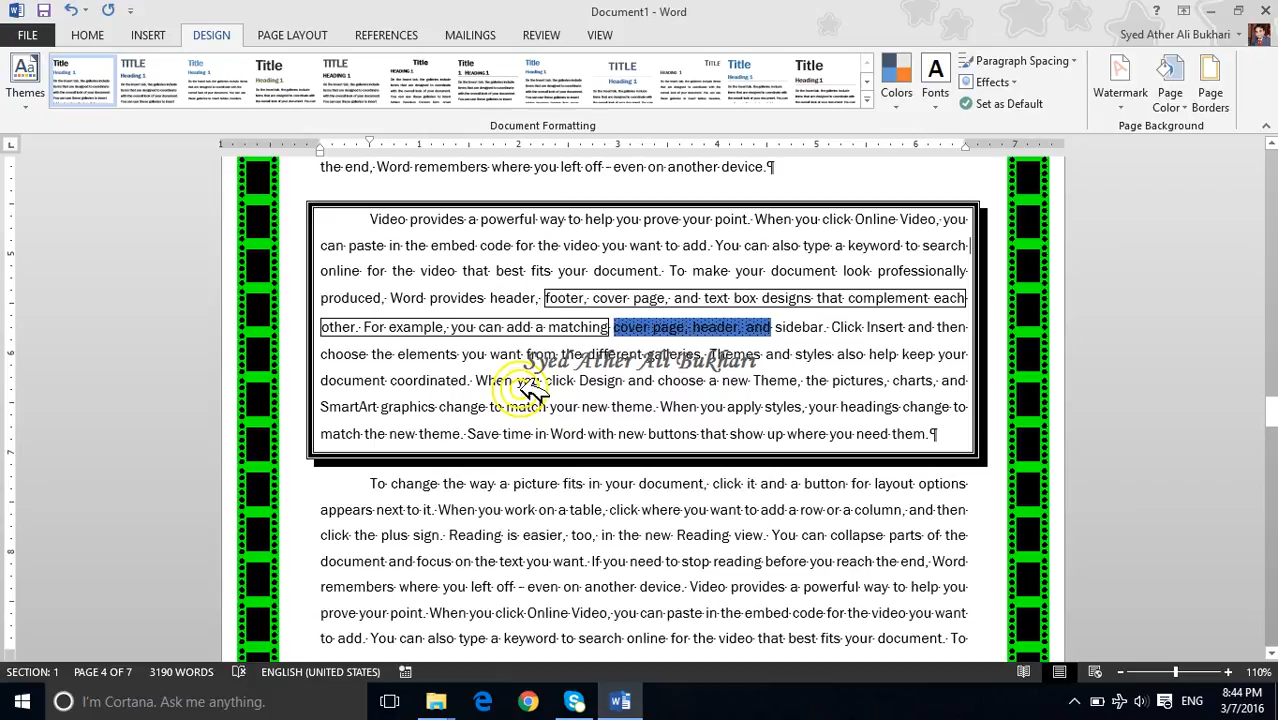 Document1 - Word
FILE HOME INSERT DESIGN PAGE LAYOUT REFERENCES MAILINGS REVIEW VIEW
Syed Ather Ali Bukhari
Themes
Title
Heading 1
TITLE
Heading 1
Title
Heading 1
Title
Heading 1
TITLE
Heading 1
Title
Heading 1
Title
1 Heading 1
Title
Heading 1
TITLE
Heading 1
TITLE
Heading 1
Title
Heading 1
Title
Heading 1
Colors
Fonts
Paragraph Spacing
Effects
Set as Default
Watermark
Page Color
Page Borders
Document Formatting
Page Background
1 1 2 3 4 5 6 7
the end, Word remembers where you left off - even on another device.¶
Video provides a powerful way to help you prove your point. When you click Online Video, you
can paste in the embed code for the video you want to add. You can also type a keyword to search
online for the video that best fits your document. To make your document look professionally
produced, Word provides header, footer, cover page, and text box designs that complement each
other. For example, you can add a matching cover page, header, and sidebar. Click Insert and then
choose the elements you want from the different galleries. Themes and styles also help keep your
Syed Ather Ali Bukhari
document coordinated. When you click Design and choose a new Theme, the pictures, charts, and
SmartArt graphics change to match your new theme. When you apply styles, your headings change to
match the new theme. Save time in Word with new buttons that show up where you need them.¶
To change the way a picture fits in your document, click it and a button for layout options
appears next to it. When you work on a table, click where you want to add a row or a column, and then
click the plus sign. Reading is easier, too, in the new Reading view. You can collapse parts of the
document and focus on the text you want. If you need to stop reading before you reach the end, Word
remembers where you left off - even on another device. Video provides a powerful way to help you
prove your point. When you click Online Video, you can paste in the embed code for the video you want
to add. You can also type a keyword to search online for the video that best fits your document. To
5
6
7
8
SECTION: 1 PAGE 4 OF 7 3190 WORDS ENGLISH (UNITED STATES) 110%
I'm Cortana. Ask me anything.
ENG
8:44 PM
3/7/2016